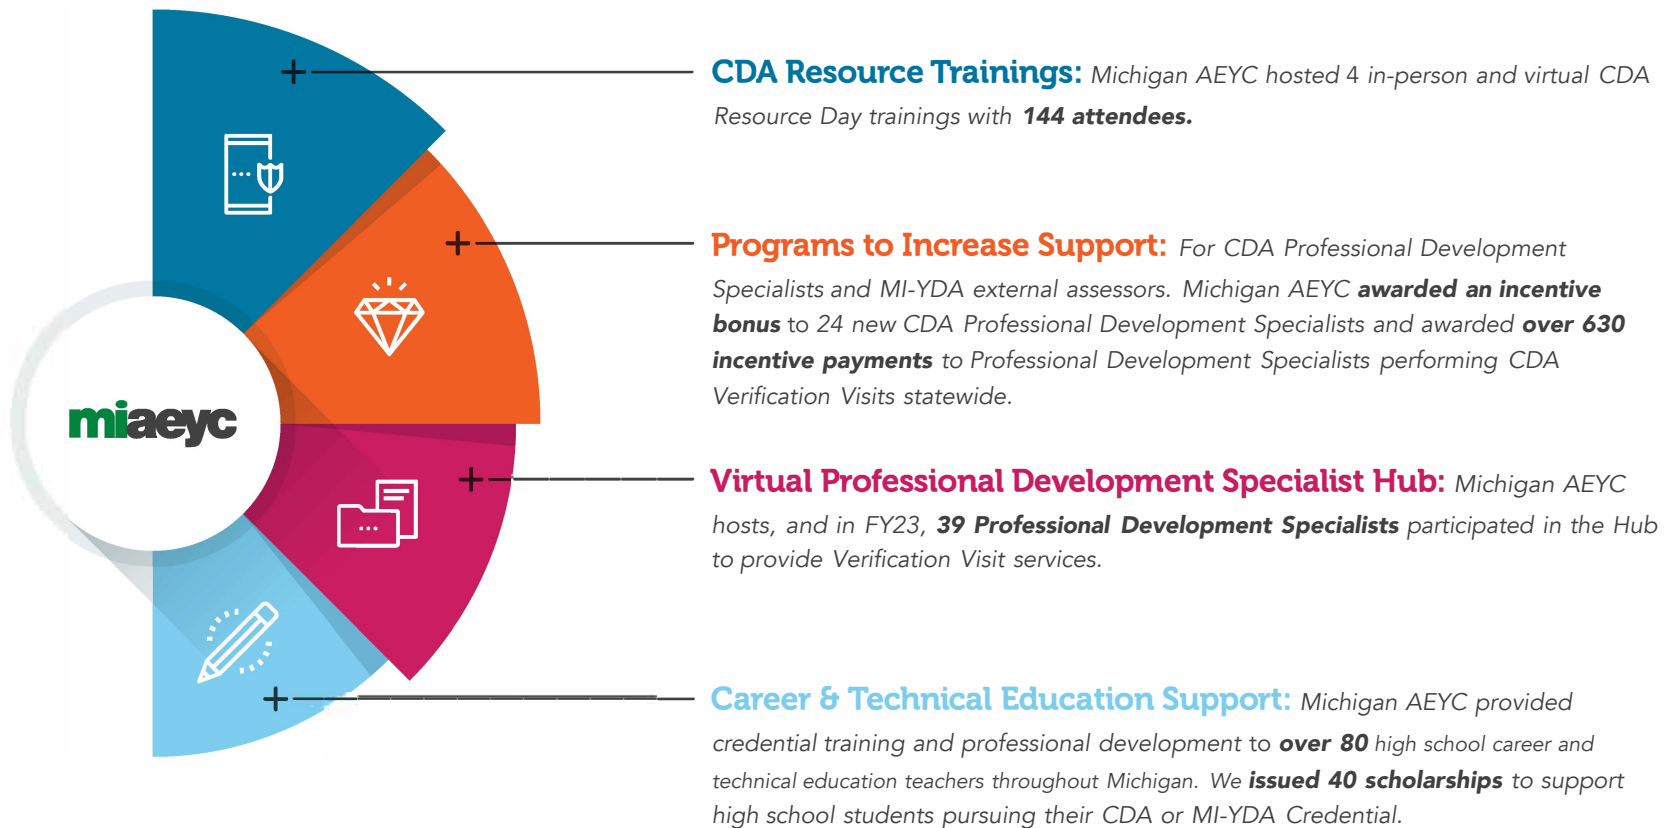 CDA Resource Trainings: Michigan AEYC hosted 4 in-person and virtual CDA
Resource Day trainings with 144 attendees.
Programs to Increase Support: For CDA Professional Development
Specialists and MI-YDA external assessors. Michigan AEYC awarded an incentive
bonus to 24 new CDA Professional Development Specialists and awarded over 630
incentive payments to Professional Development Specialists performing CDA
Verification Visits statewide.
miaeyc
Virtual Professional Development Specialist Hub: Michigan AEYC
hosts, and in FY23, 39 Professional Development Specialists participated in the Hub
to provide Verification Visit services.
Career & Technical Education Support: Michigan AEYC provided
credential training and professional development to over 80 high school career and
technical education teachers throughout Michigan. We issued 40 scholarships to support
high school students pursuing their CDA or MI-YDA Credential.